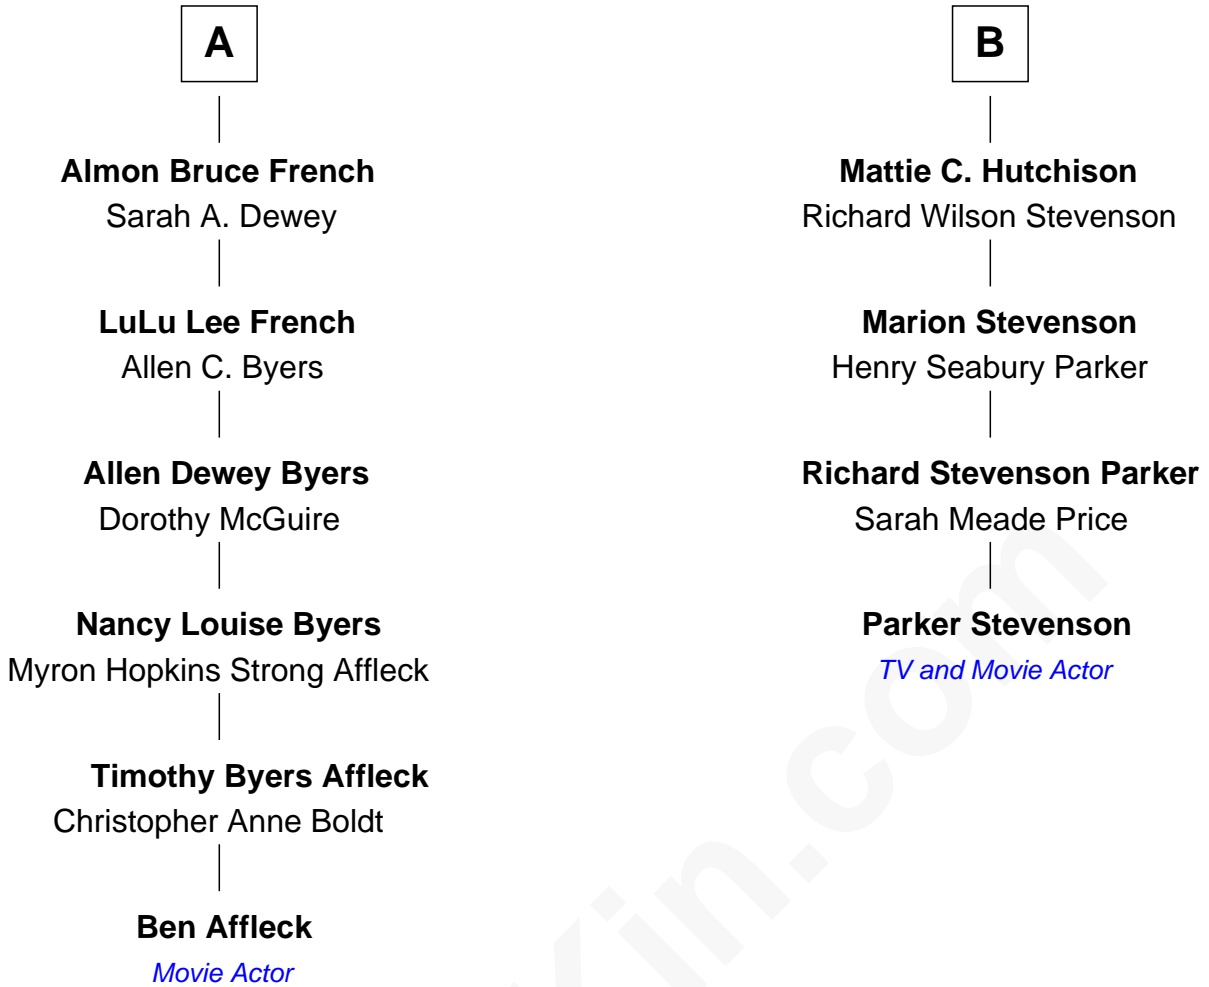 A
Almon Bruce French
Sarah A. Dewey
LuLu Lee French
Allen C. Byers
Allen Dewey Byers
Dorothy McGuire
Nancy Louise Byers
Myron Hopkins Strong Affleck
Timothy Byers Affleck
Christopher Anne Boldt
Ben Affleck
Movie Actor
B
Mattie C. Hutchison
Richard Wilson Stevenson
Marion Stevenson
Henry Seabury Parker
Richard Stevenson Parker
Sarah Meade Price
Parker Stevenson
TV and Movie Actor
Kin.com